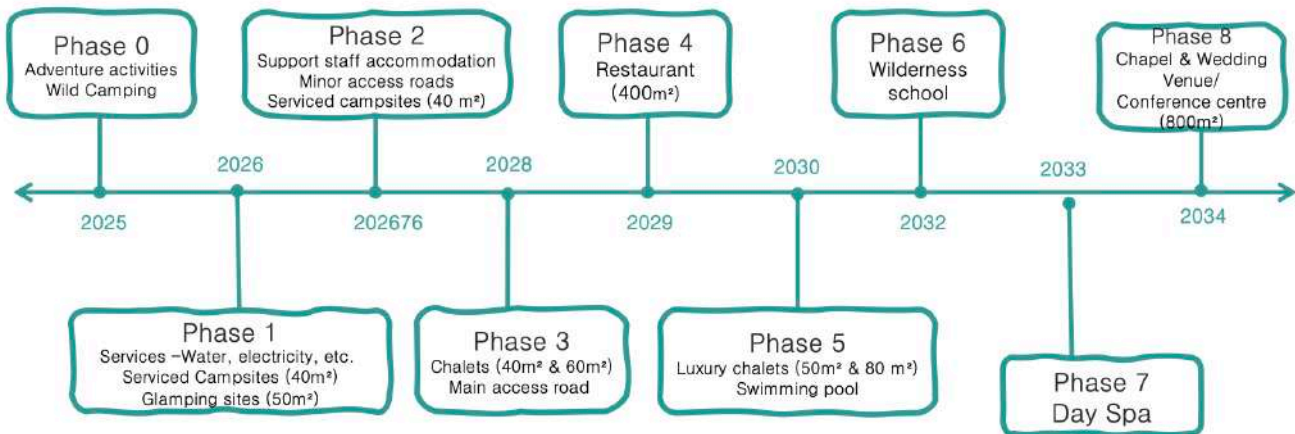 Phase 0
Adventure activities
Wild Camping
Phase 2
Support staff accommodation
Minor access roads
Serviced campsites (40 m²)
Phase 4
Restaurant
(400m²)
Phase 6
Wilderness
school
Phase 8
Chapel & Wedding
Venue/
Conference centre
(800m²)
2026
2028
2030
2033
2025
202676
2029
2032
2034
Phase 1
Services –Water, electricity, etc.
Serviced Campsites (40m²)
Glamping sites (50m²)
Phase 3
Chalets (40m² & 60m²)
Main access road
Phase 5
Luxury chalets (50m² & 80 m²)
Swimming pool
Phase 7
Day Spa